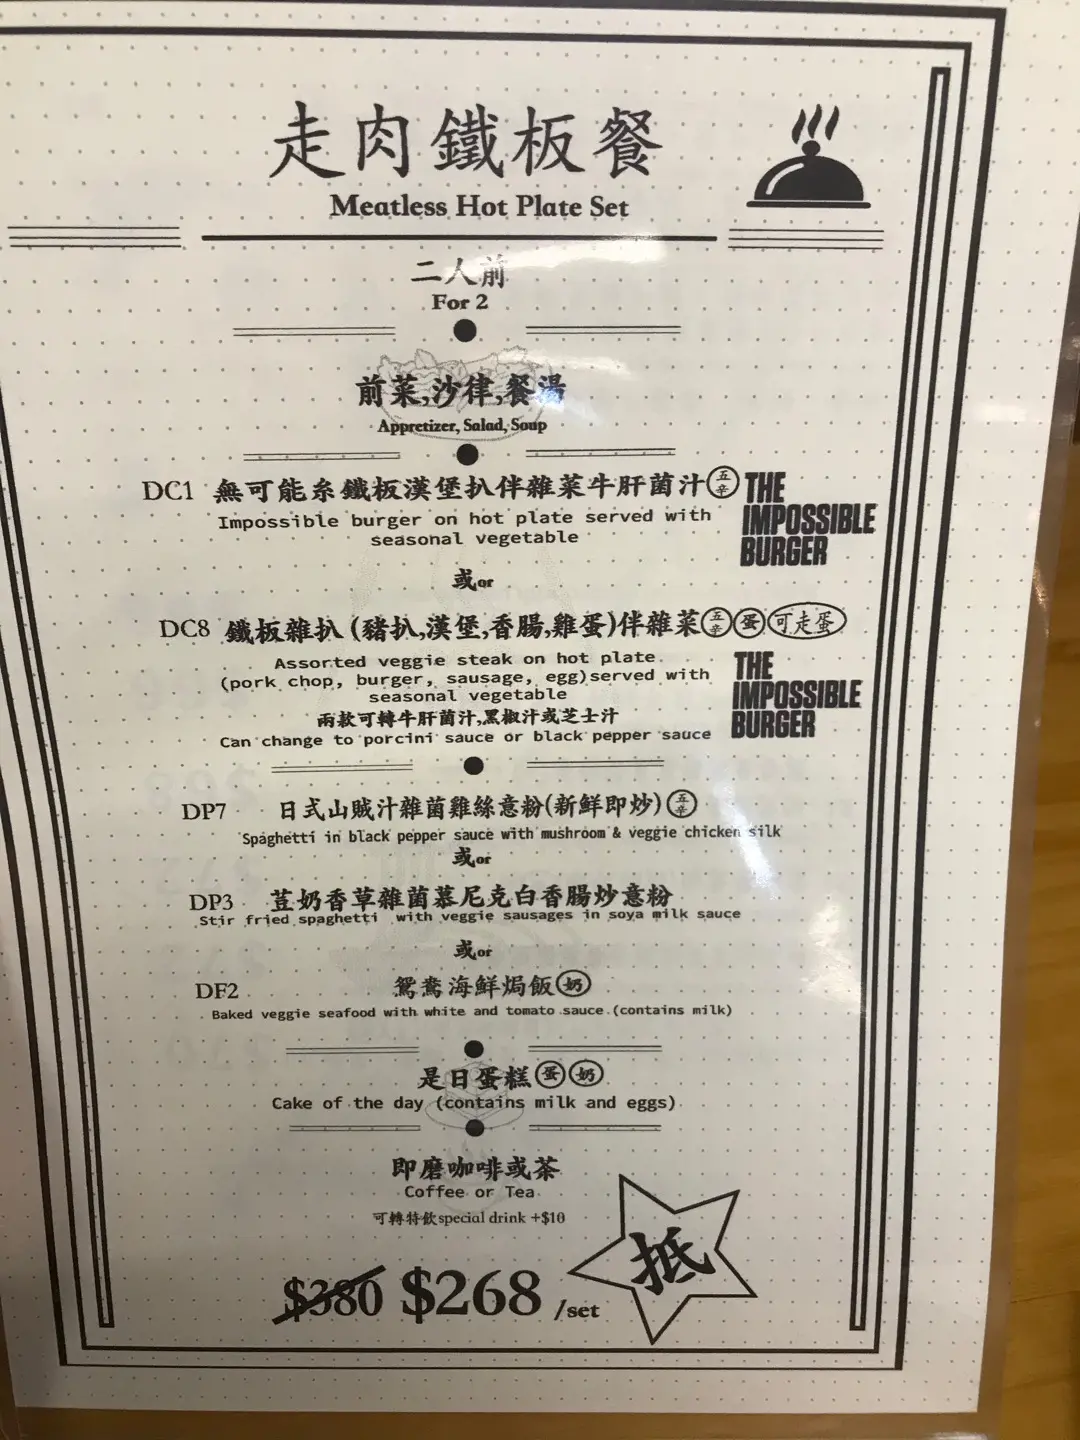 走肉鐵板餐
Meatless Hot Plate Set
二人前
For 2
前菜,沙律,餐湯
Appretizer, Salad, Soup
DC1 無可能系鐵板漢堡扒伴雜菜牛肝菌汁 五辛
THE IMPOSSIBLE BURGER
Impossible burger on hot plate served with
seasonal vegetable
或or
DC8 鐵板雜扒 (豬扒,漢堡,香腸,雞蛋)伴雜菜 五辛 蛋 可走蛋
THE IMPOSSIBLE BURGER
Assorted veggie steak on hot plate
(pork chop, burger, sausage, egg)served with
seasonal vegetable
兩款可轉牛肝菌汁,黑椒汁或芝士汁
Can change to porcini sauce or black pepper sauce
DP7 日式山賊汁雜菌雞絲意粉(新鮮即炒) 五辛
Spaghetti in black pepper sauce with mushroom & veggie chicken silk
或or
DP3 荳奶香草雜菌慕尼克白香腸炒意粉
Stir fried spaghetti with veggie sausages in soya milk sauce
或or
DF2 鴛鴦海鮮焗飯 奶
Baked veggie seafood with white and tomato sauce (contains milk)
是日蛋糕 蛋 奶
Cake of the day (contains milk and eggs)
即磨咖啡或茶
Coffee or Tea
可轉特飲special drink +$10
$380 $268 /set
抵